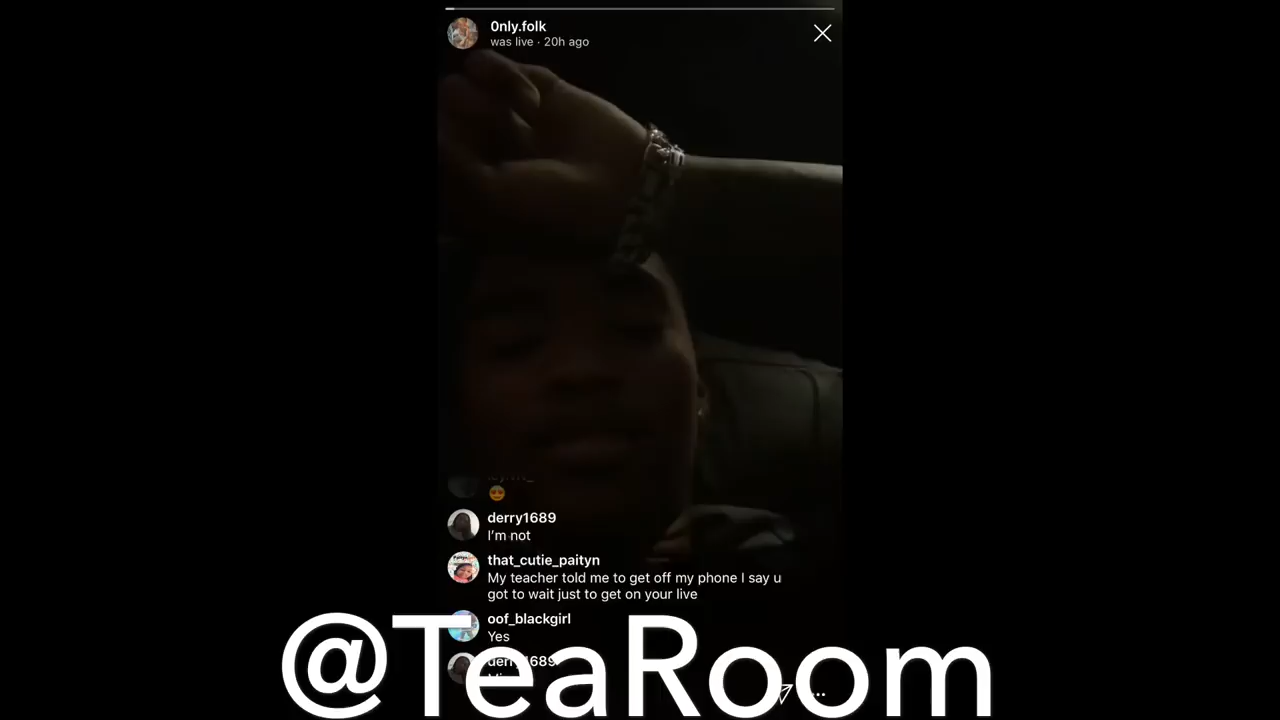 0nly.folk
was live · 20h ago
derry1689
I'm not
that_cutie_paityn
My teacher told me to get off my phone I say u
got to wait just to get on your live
oof_blackgirl
Yes
derry1689
@TeaRoom